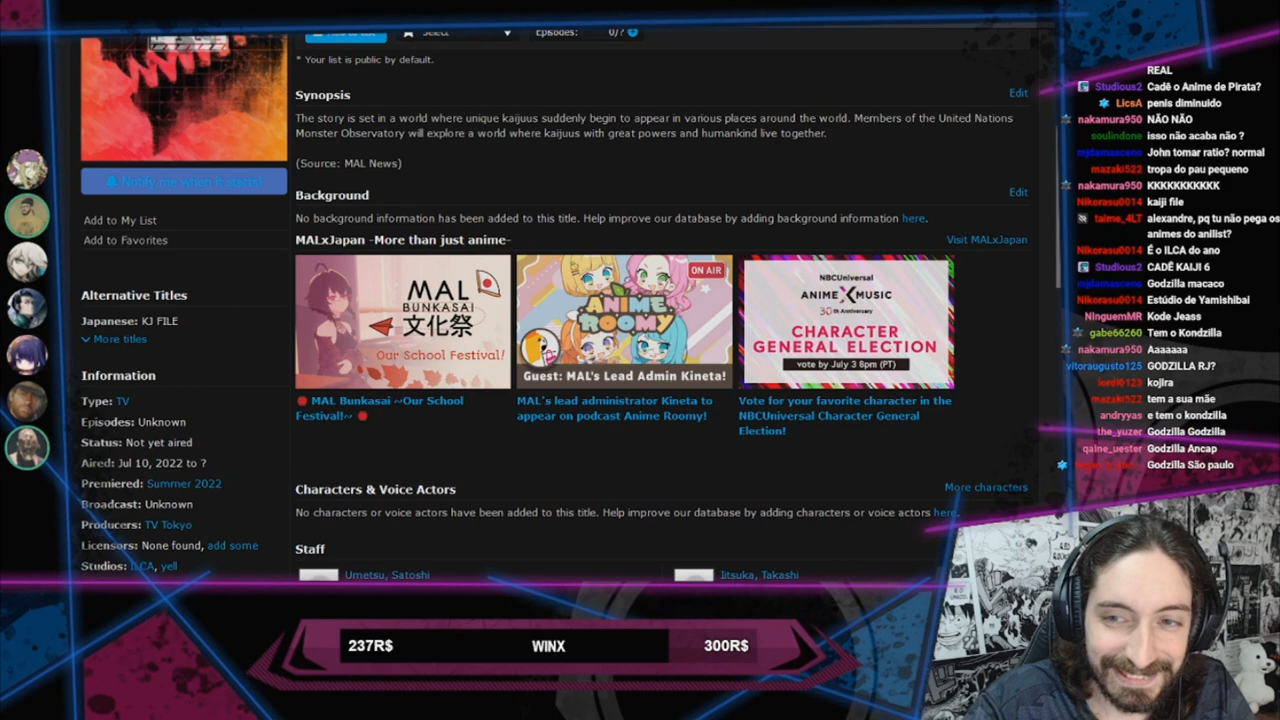 Select
Episodes: 0/?
* Your list is public by default.
Synopsis
Edit
The story is set in a world where unique kaijuus suddenly begin to appear in various places around the world. Members of the United Nations
Monster Observatory will explore a world where kaijuus with great powers and humankind live together.
(Source: MAL News)
Notify me when it starts!
Background
Edit
No background information has been added to this title. Help improve our database by adding background information here.
Add to My List
Add to Favorites
MALxJapan -More than just anime-
Visit MALxJapan
MAL
BUNKASAI
文化祭
Our School Festival!
ON AIR
ANIME
ROOMY
Guest: MAL's Lead Admin Kineta!
NBCUniversal
ANIME X MUSIC
30th Anniversary
CHARACTER
GENERAL ELECTION
vote by July 3 8pm (PT)
MAL Bunkasai ~Our School
Festival!~
MAL's lead administrator Kineta to
appear on podcast Anime Roomy!
Vote for your favorite character in the
NBCUniversal Character General
Election!
Alternative Titles
Japanese: KJ FILE
More titles
Information
Type: TV
Episodes: Unknown
Status: Not yet aired
Aired: Jul 10, 2022 to ?
Premiered: Summer 2022
Broadcast: Unknown
Producers: TV Tokyo
Licensors: None found, add some
Studios: ILCA, yell
Characters & Voice Actors
More characters
No characters or voice actors have been added to this title. Help improve our database by adding characters or voice actors here.
Staff
Umetsu, Satoshi
Iitsuka, Takashi
REAL
Studious2 Cadê o Anime de Pirata?
LicsA penis diminuido
nakamura950 NÃO NÃO
soulindone isso não acaba não ?
mjdamasceno John tomar ratio? normal
mazaki522 tropa do pau pequeno
nakamura950 KKKKKKKKKKK
Nikorasu0014 kaiji file
taime_4LT alexandre, pq tu não pega os
animes do anilist?
Nikorasu0014 É o ILCA do ano
Studious2 CADÊ KAIJI 6
mjdamasceno Godzilla macaco
Nikorasu0014 Estúdio de Yamishibai
NinguemMR Kode Jeass
gabe66260 Tem o Kondzilla
nakamura950 Aaaaaaa
vitoraugusto125 GODZILLA RJ?
lordl0123 kojira
mazaki522 tem a sua mãe
andryyas e tem o kondzilla
the_yuzer Godzilla Godzilla
qaine_uester Godzilla Ancap
Godzilla São paulo
237R$
WINX
300R$